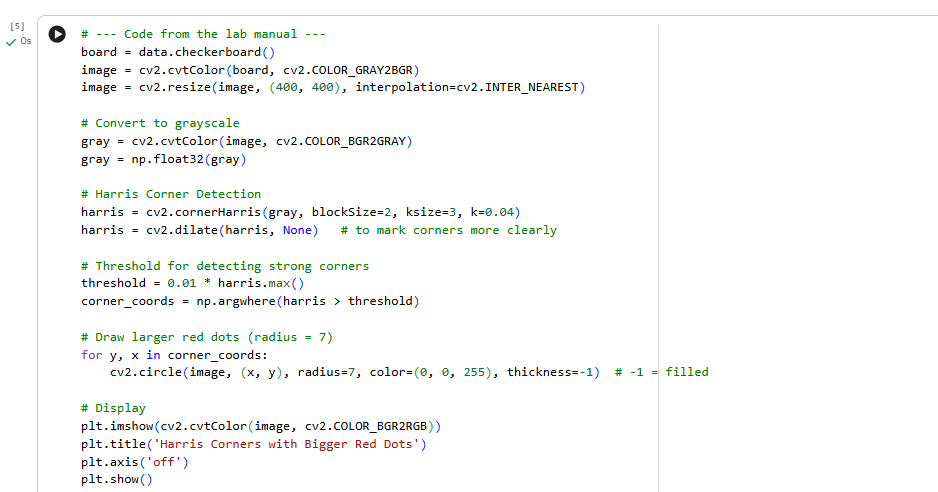 [5]
0s
# --- Code from the lab manual ---
board = data.checkerboard()
image = cv2.cvtColor(board, cv2.COLOR_GRAY2BGR)
image = cv2.resize(image, (400, 400), interpolation=cv2.INTER_NEAREST)

# Convert to grayscale
gray = cv2.cvtColor(image, cv2.COLOR_BGR2GRAY)
gray = np.float32(gray)

# Harris Corner Detection
harris = cv2.cornerHarris(gray, blockSize=2, ksize=3, k=0.04)
harris = cv2.dilate(harris, None)   # to mark corners more clearly

# Threshold for detecting strong corners
threshold = 0.01 * harris.max()
corner_coords = np.argwhere(harris > threshold)

# Draw larger red dots (radius = 7)
for y, x in corner_coords:
    cv2.circle(image, (x, y), radius=7, color=(0, 0, 255), thickness=-1)  # -1 = filled

# Display
plt.imshow(cv2.cvtColor(image, cv2.COLOR_BGR2RGB))
plt.title('Harris Corners with Bigger Red Dots')
plt.axis('off')
plt.show()